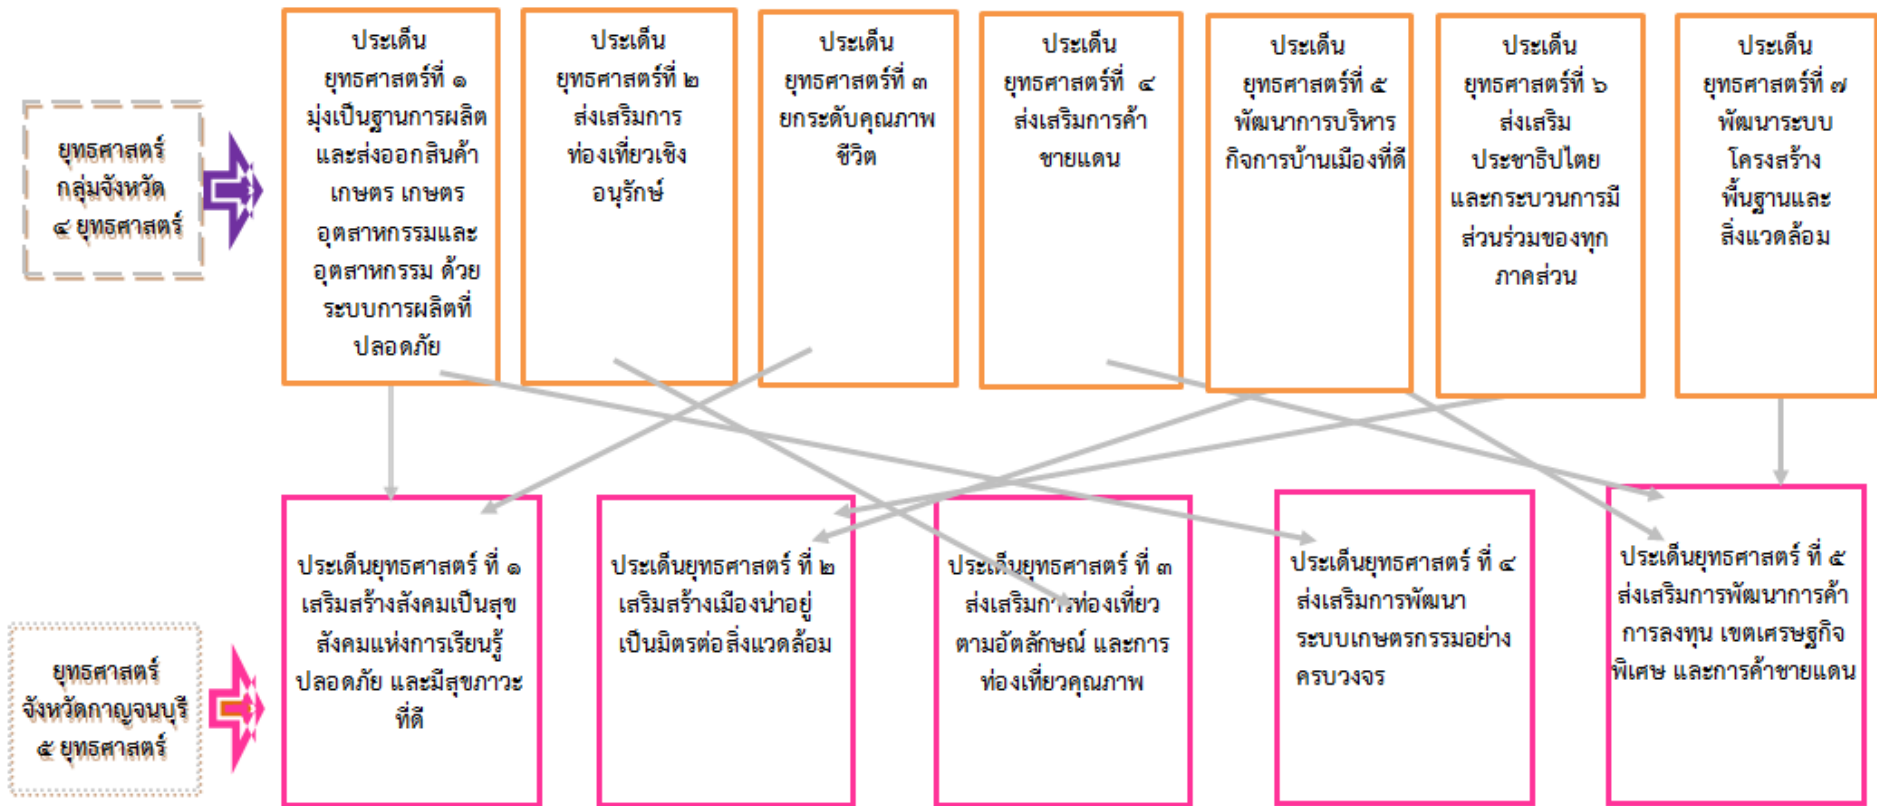 ยุทธศาสตร์
กลุ่มจังหวัด
๔ ยุทธศาสตร์
ประเด็น
ยุทธศาสตร์ที่ ๑
มุ่งเป็นฐานการผลิต
และส่งออกสินค้า
เกษตร เกษตร
อุตสาหกรรมและ
อุตสาหกรรม ด้วย
ระบบการผลิตที่
ปลอดภัย
ประเด็น
ยุทธศาสตร์ที่ ๒
ส่งเสริมการ
ท่องเที่ยวเชิง
อนุรักษ์
ประเด็น
ยุทธศาสตร์ที่ ๓
ยกระดับคุณภาพ
ชีวิต
ประเด็น
ยุทธศาสตร์ที่ ๔
ส่งเสริมการค้า
ชายแดน
ประเด็น
ยุทธศาสตร์ที่ ๕
พัฒนาการบริหาร
กิจการบ้านเมืองที่ดี
ประเด็น
ยุทธศาสตร์ที่ ๖
ส่งเสริม
ประชาธิปไตย
และกระบวนการมี
ส่วนร่วมของทุก
ภาคส่วน
ประเด็น
ยุทธศาสตร์ที่ ๗
พัฒนาระบบ
โครงสร้าง
พื้นฐานและ
สิ่งแวดล้อม
ยุทธศาสตร์
จังหวัดกาญจนบุรี
๕ ยุทธศาสตร์
ประเด็นยุทธศาสตร์ ที่ ๑
เสริมสร้างสังคมเป็นสุข
สังคมแห่งการเรียนรู้
ปลอดภัย และมีสุขภาวะ
ที่ดี
ประเด็นยุทธศาสตร์ ที่ ๒
เสริมสร้างเมืองน่าอยู่
เป็นมิตรต่อสิ่งแวดล้อม
ประเด็นยุทธศาสตร์ ที่ ๓
ส่งเสริมการท่องเที่ยว
ตามอัตลักษณ์ และการ
ท่องเที่ยวคุณภาพ
ประเด็นยุทธศาสตร์ ที่ ๔
ส่งเสริมการพัฒนา
ระบบเกษตรกรรมอย่าง
ครบวงจร
ประเด็นยุทธศาสตร์ ที่ ๕
ส่งเสริมการพัฒนาการค้า
การลงทุน เขตเศรษฐกิจ
พิเศษ และการค้าชายแดน